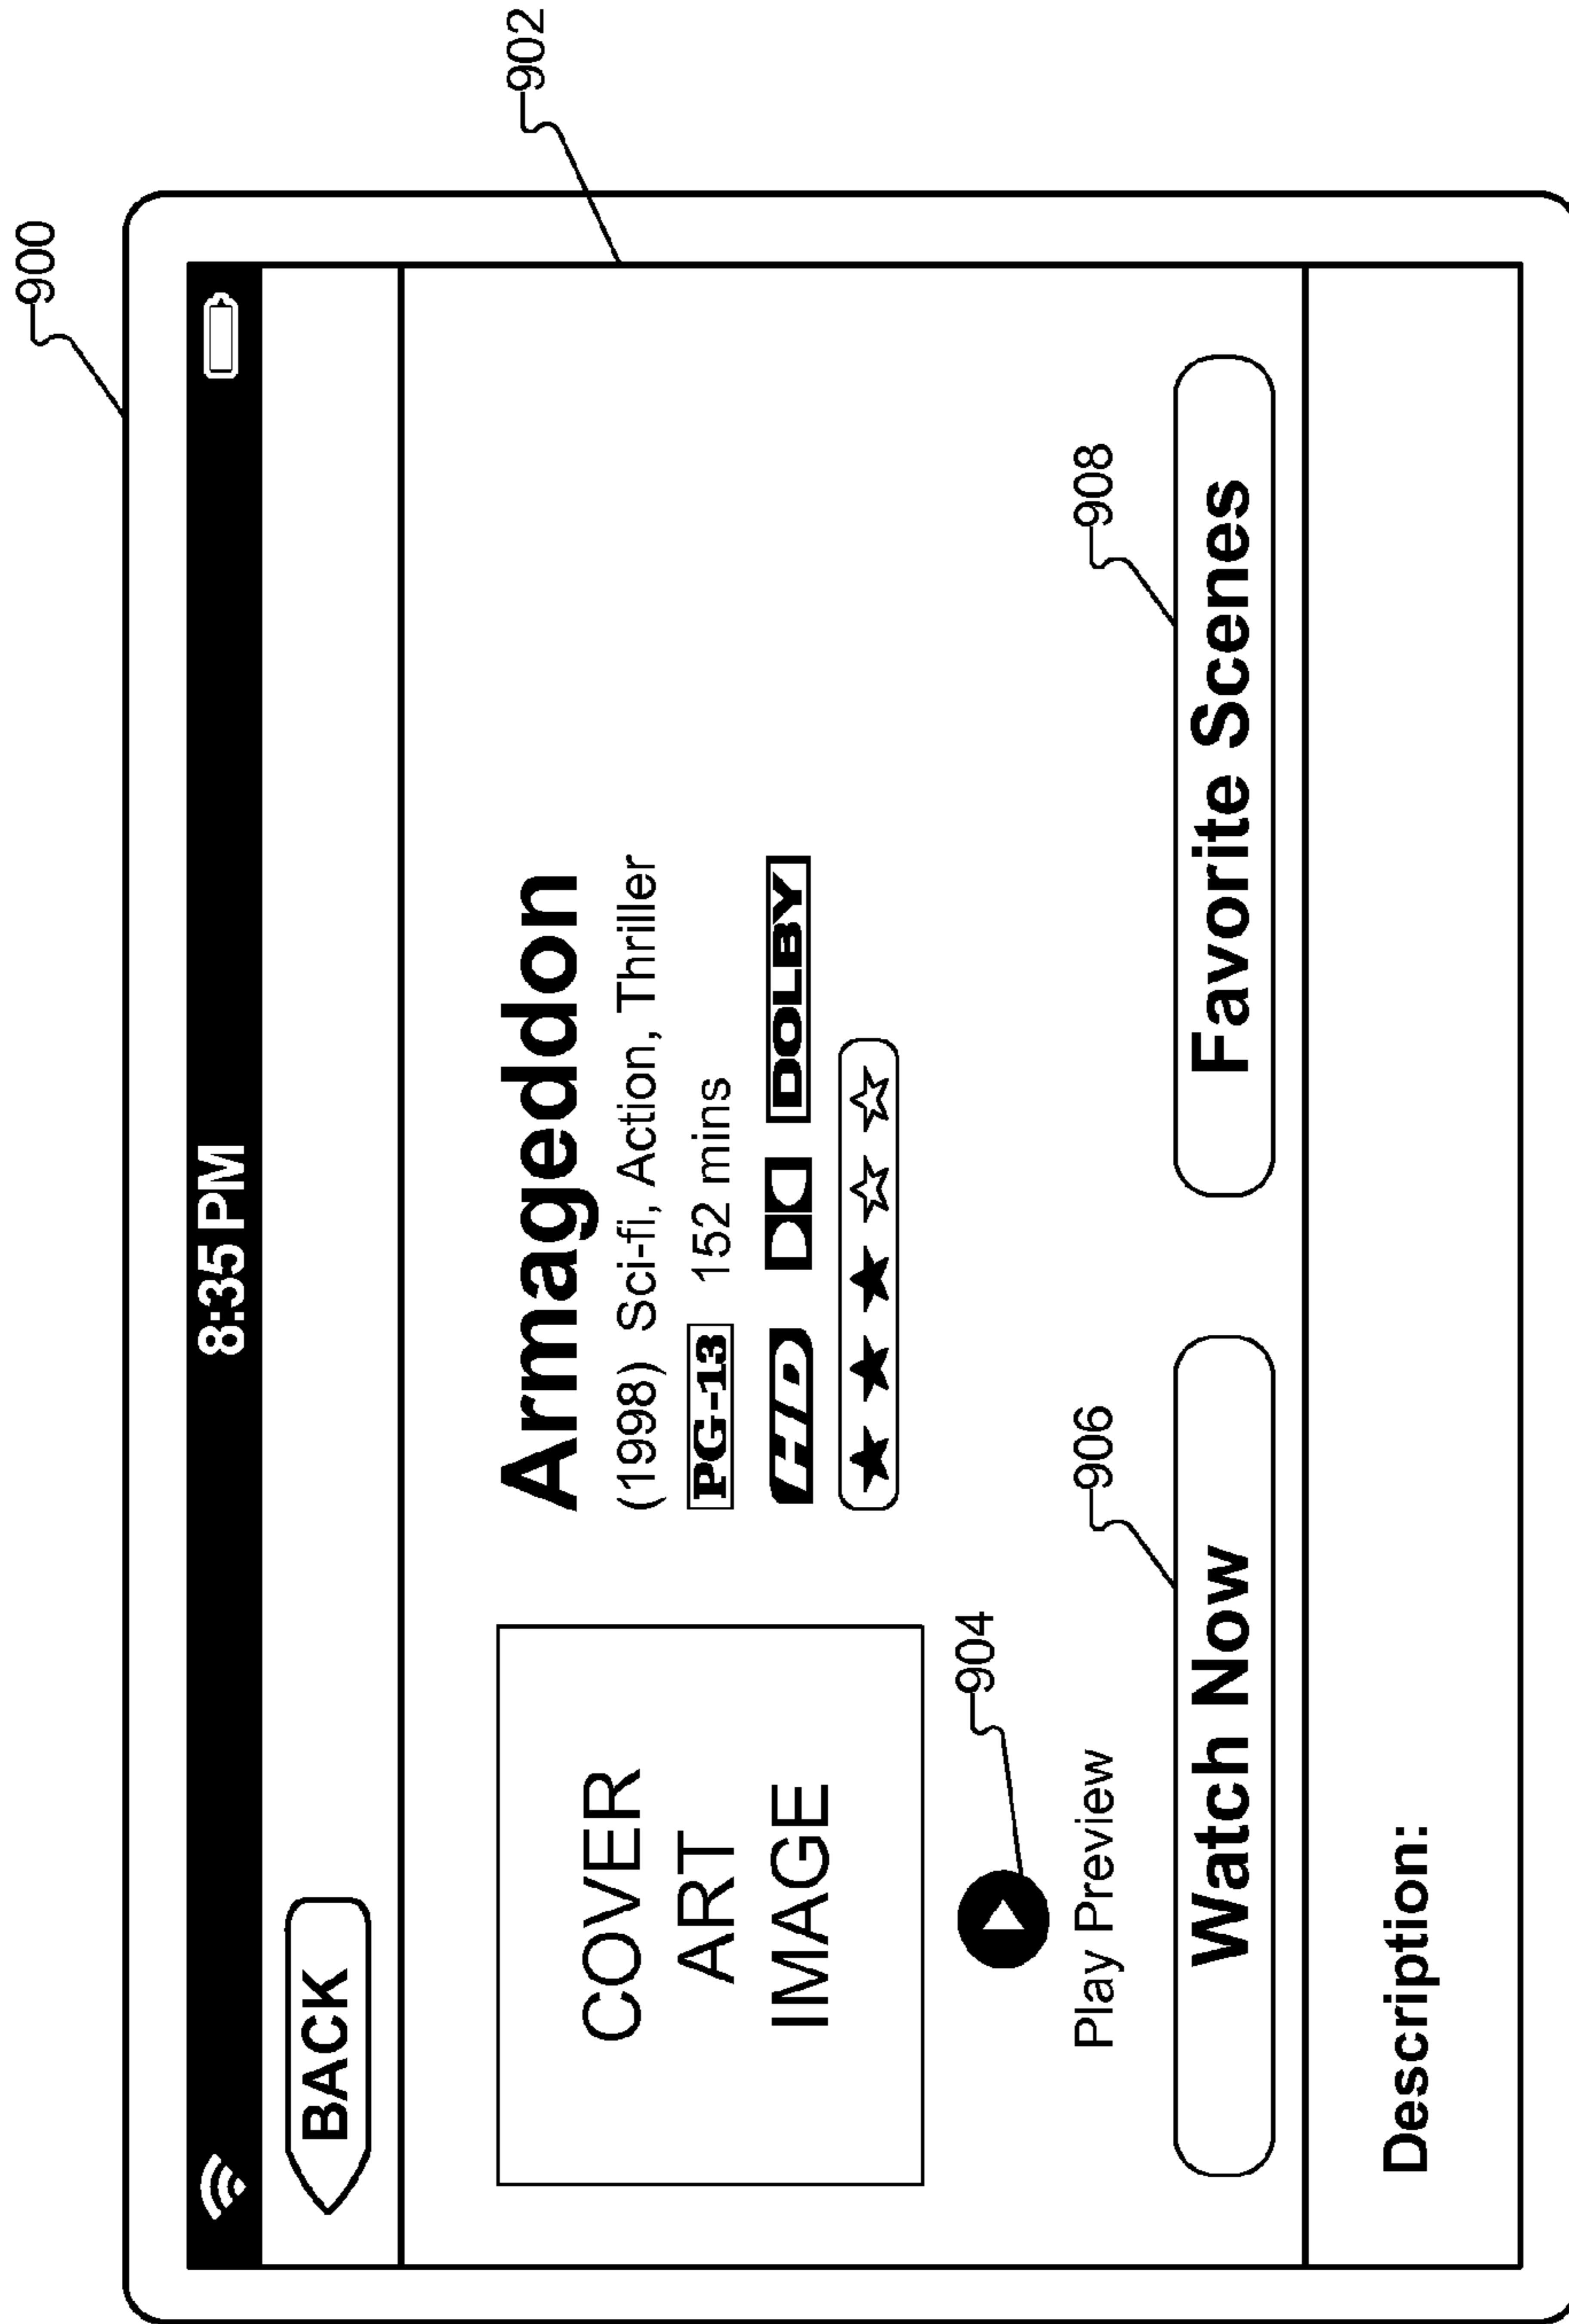 900
8:35 PM
BACK
902
COVER
ART
IMAGE
Armageddon
(1998) Sci-fi, Action, Thriller
PG-13 152 mins
HD DOLBY
904
Play Preview
906
908
Watch Now
Favorite Scenes
Description: